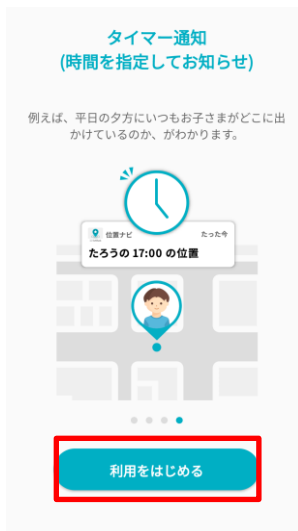 タイマー通知
(時間を指定してお知らせ)
例えば、平日の夕方にいつもお子さまがどこに出
かけているのか、がわかります。
位置ナビ たった今
たろうの 17:00 の位置
利用をはじめる